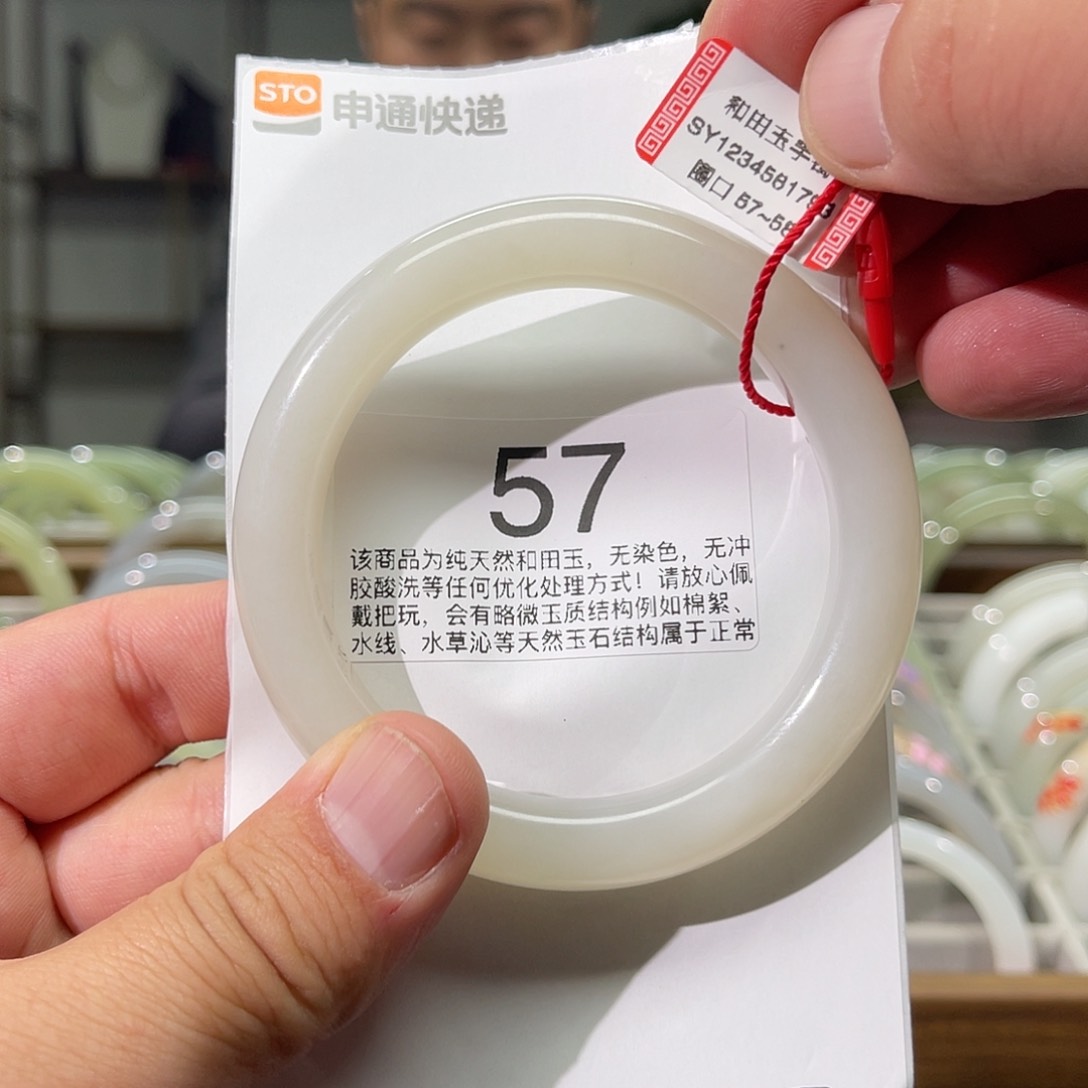 STO 申通快递
和田玉手
圈口 57~5
57
该商品为纯天然和田玉，无染色，无冲
胶酸洗等任何优化处理方式！请放心佩
戴把玩，会有略微玉质结构例如棉絮、
水线、水草沁等天然玉石结构属于正常